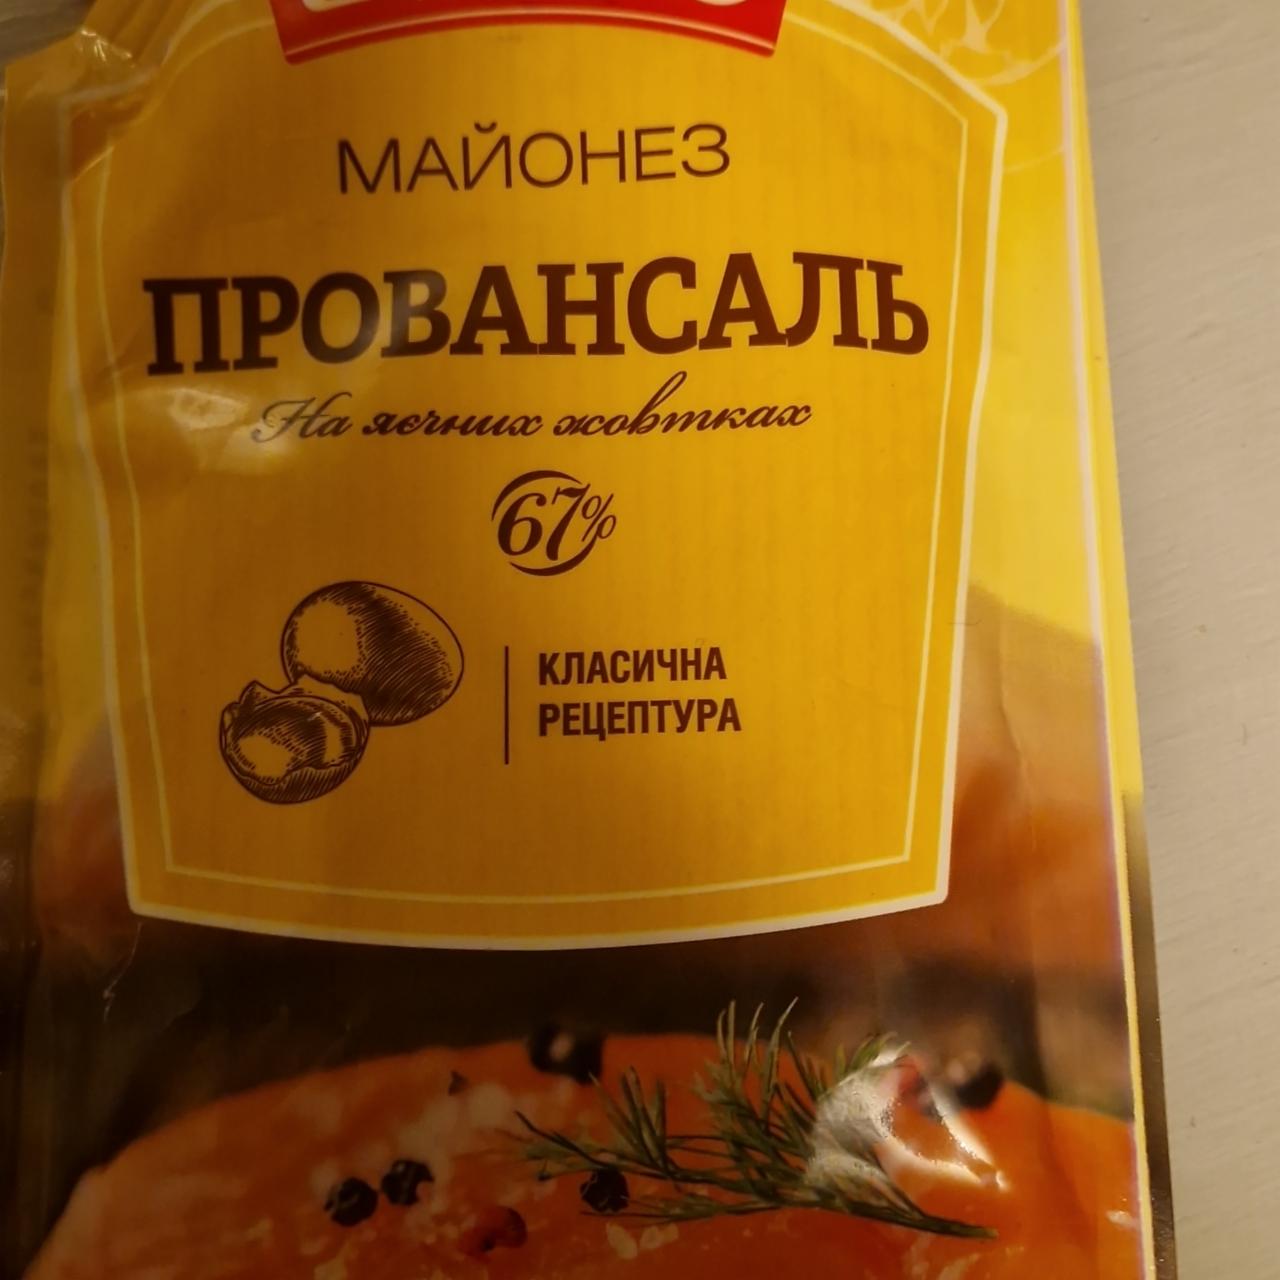 МАЙОНЕЗ
ПРОВАНСАЛЬ
На яєчних жовтках
67%
КЛАСИЧНА
РЕЦЕПТУРА